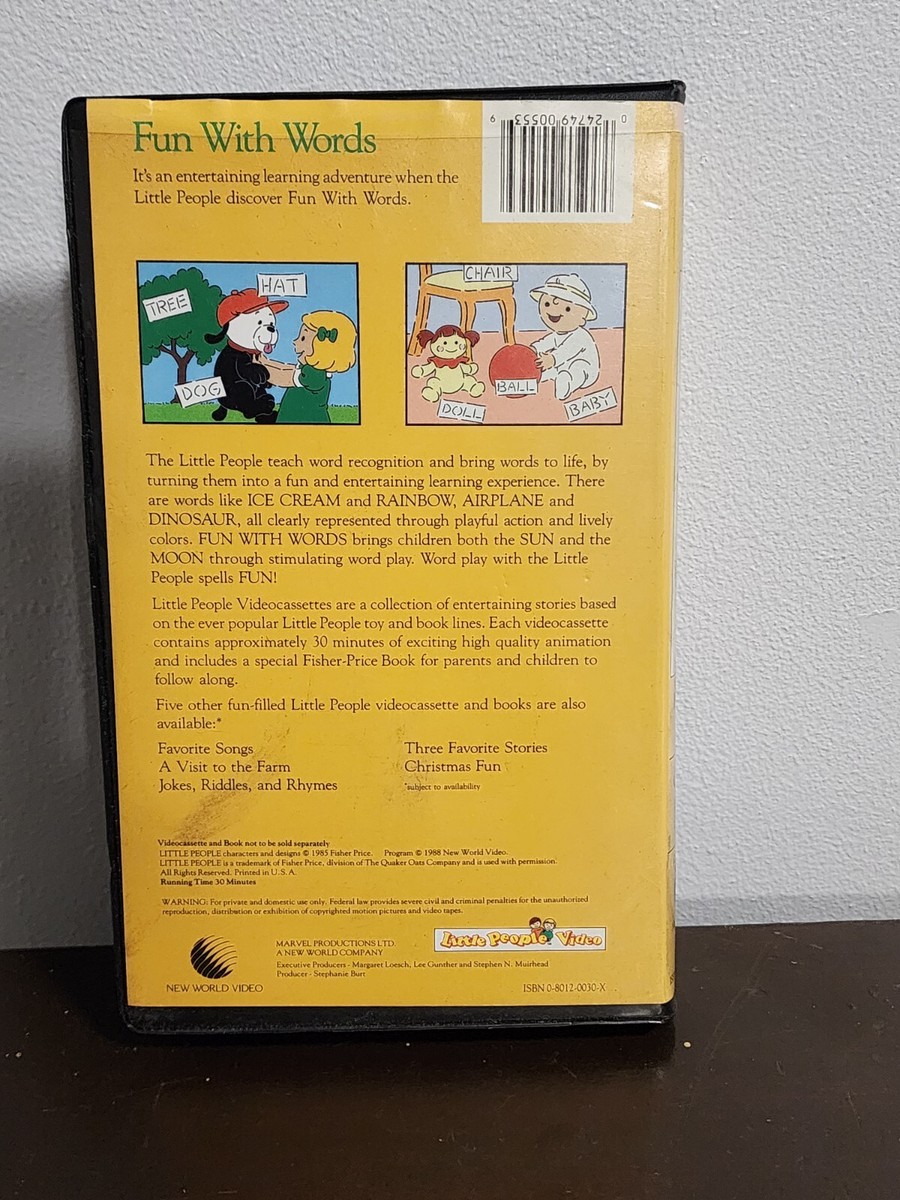 Fun With Words
0 24749 00553 9
It's an entertaining learning adventure when the
Little People discover Fun With Words.
TREE
HAT
DOG
CHAIR
BALL
DOLL
BABY
The Little People teach word recognition and bring words to life, by
turning them into a fun and entertaining learning experience. There
are words like ICE CREAM and RAINBOW, AIRPLANE and
DINOSAUR, all clearly represented through playful action and lively
colors. FUN WITH WORDS brings children both the SUN and the
MOON through stimulating word play. Word play with the Little
People spells FUN!
Little People Videocassettes are a collection of entertaining stories based
on the ever popular Little People toy and book lines. Each videocassette
contains approximately 30 minutes of exciting high quality animation
and includes a special Fisher-Price Book for parents and children to
follow along.
Five other fun-filled Little People videocassette and books are also
available:*
Favorite Songs
A Visit to the Farm
Jokes, Riddles, and Rhymes
Three Favorite Stories
Christmas Fun
*subject to availability
Videocassette and Book not to be sold separately
LITTLE PEOPLE characters and designs © 1985 Fisher Price. Program © 1988 New World Video.
LITTLE PEOPLE is a trademark of Fisher Price, division of The Quaker Oats Company and is used with permission.
All Rights Reserved. Printed in U.S.A.
Running Time 30 Minutes
WARNING: For private and domestic use only. Federal law provides severe civil and criminal penalties for the unauthorized
reproduction, distribution or exhibition of copyrighted motion pictures and video tapes.
NEW WORLD VIDEO
MARVEL PRODUCTIONS LTD.
A NEW WORLD COMPANY
Executive Producers - Margaret Loesch, Lee Gunther and Stephen N. Muirhead
Producer - Stephanie Burt
Little People Video
ISBN 0-8012-0030-X